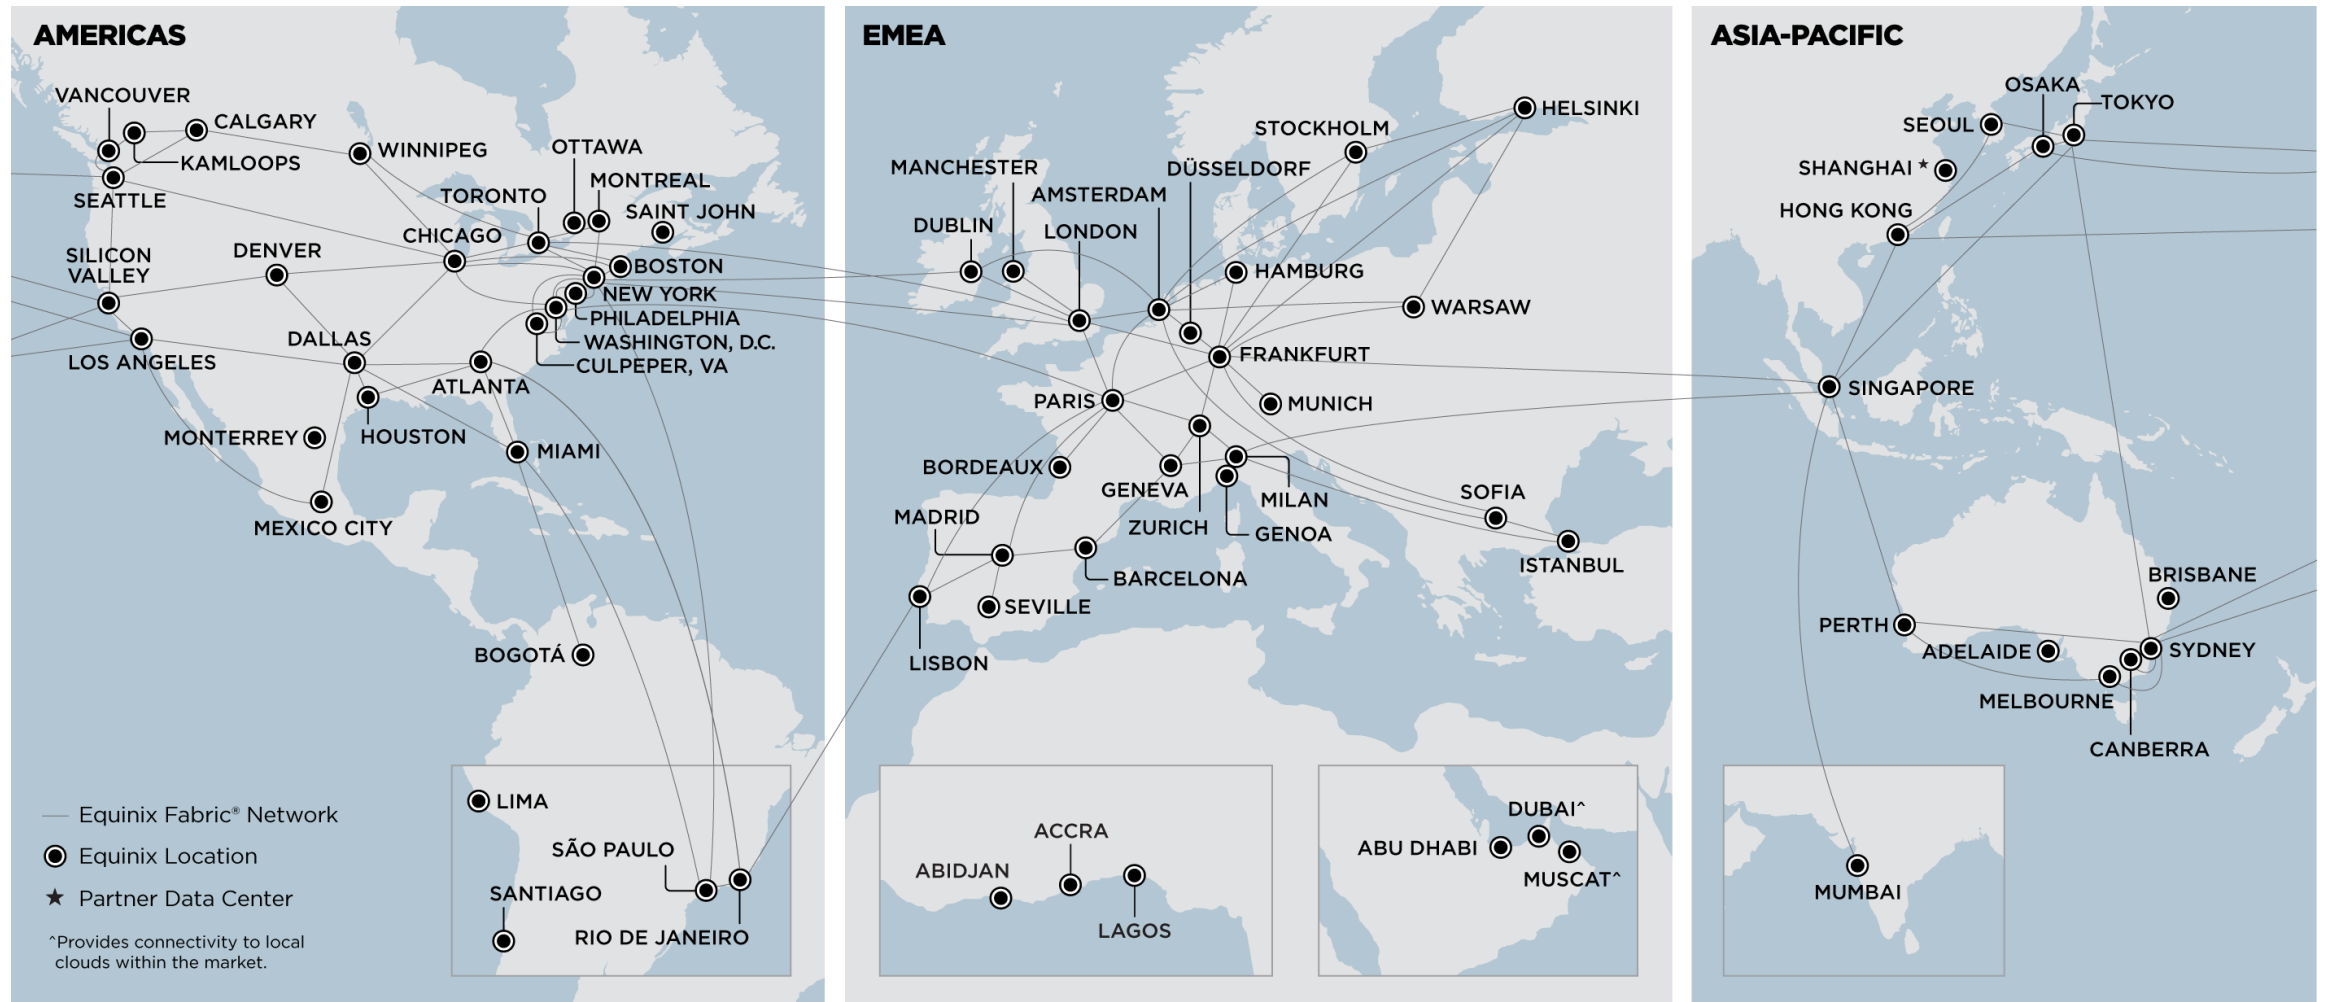 AMERICAS
VANCOUVER
CALGARY
KAMLOOPS
WINNIPEG
SEATTLE
OTTAWA
MONTREAL
TORONTO
SAINT JOHN
CHICAGO
SILICON
VALLEY
DENVER
BOSTON
NEW YORK
PHILADELPHIA
WASHINGTON, D.C.
CULPEPER, VA
DALLAS
LOS ANGELES
ATLANTA
MONTERREY
HOUSTON
MIAMI
MEXICO CITY
BOGOTÁ
LIMA
SÃO PAULO
SANTIAGO
RIO DE JANEIRO
Equinix Fabric® Network
Equinix Location
★ Partner Data Center
^Provides connectivity to local
clouds within the market.
EMEA
HELSINKI
STOCKHOLM
MANCHESTER
DÜSSELDORF
AMSTERDAM
DUBLIN
LONDON
HAMBURG
WARSAW
FRANKFURT
PARIS
MUNICH
BORDEAUX
GENEVA
MILAN
SOFIA
MADRID
ZURICH
GENOA
ISTANBUL
BARCELONA
SEVILLE
LISBON
ACCRA
ABIDJAN
LAGOS
DUBAI^
ABU DHABI
MUSCAT^
ASIA-PACIFIC
OSAKA
TOKYO
SEOUL
SHANGHAI ★
HONG KONG
SINGAPORE
BRISBANE
PERTH
ADELAIDE
SYDNEY
MELBOURNE
CANBERRA
MUMBAI